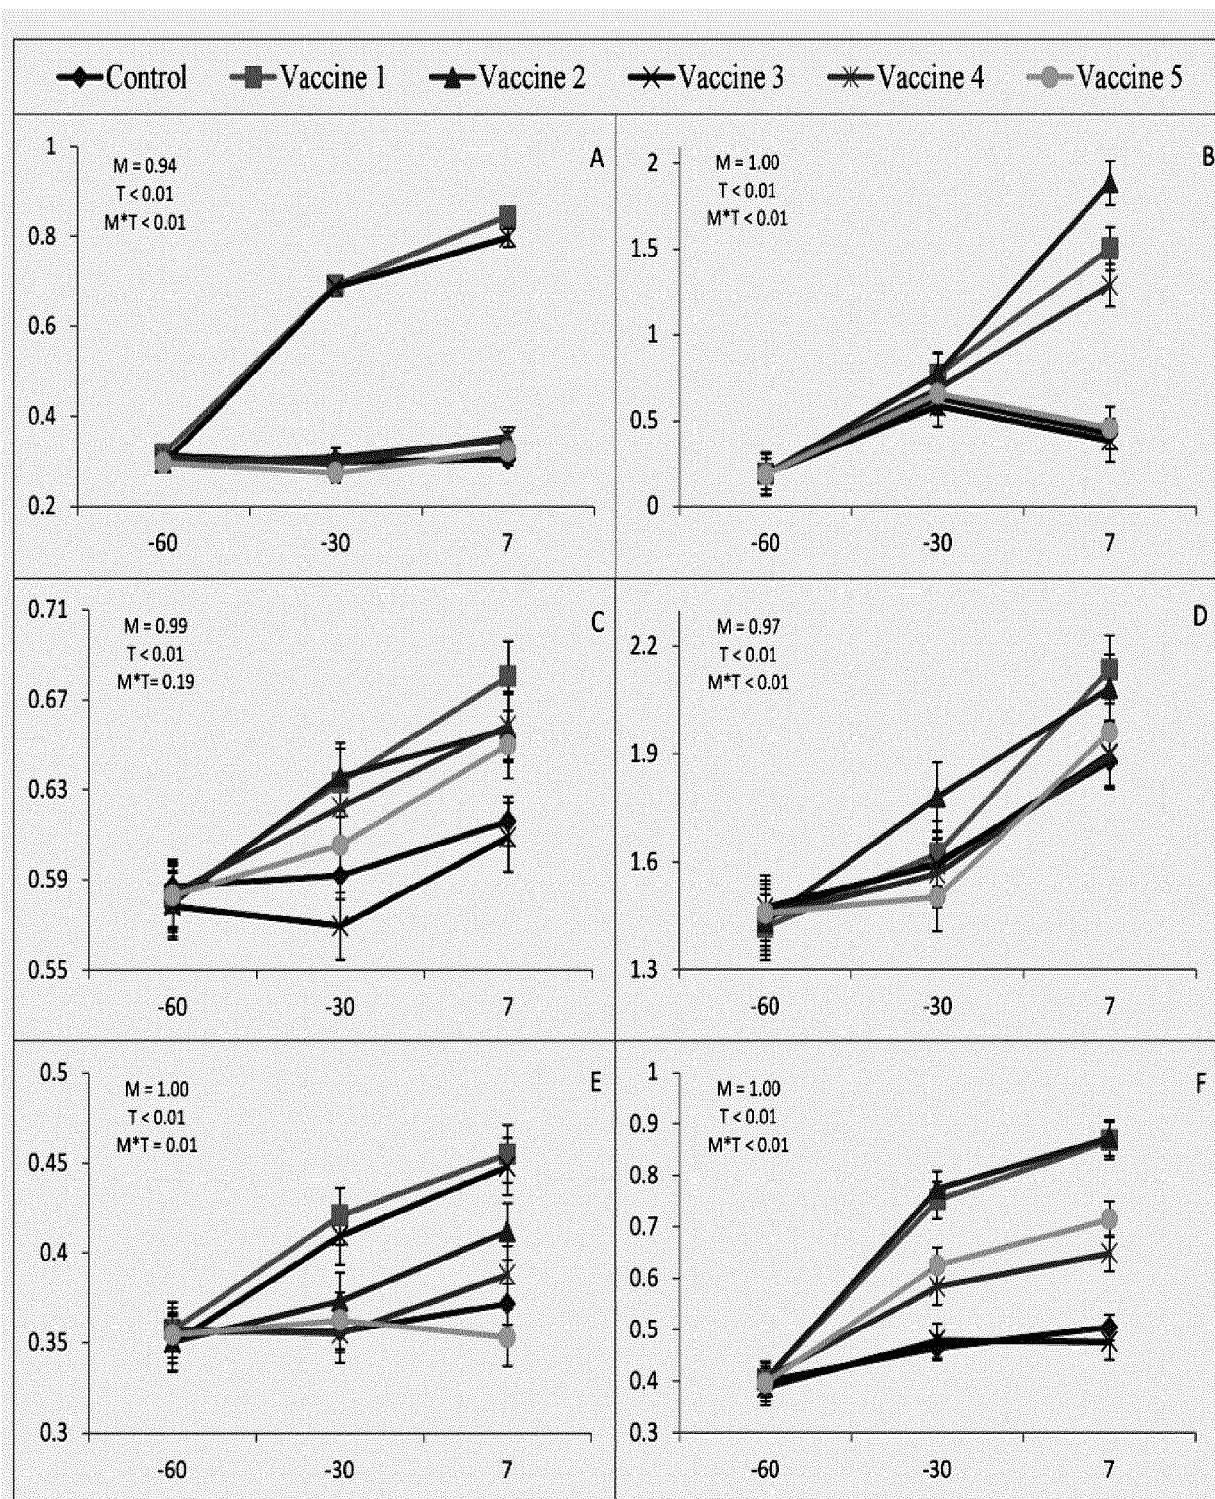 Control Vaccine 1 Vaccine 2 Vaccine 3 Vaccine 4 Vaccine 5
A
M = 0.94
T < 0.01
M*T < 0.01
1
0.8
0.6
0.4
0.2
-60 -30 7
B
M = 1.00
T < 0.01
M*T < 0.01
2
1.5
1
0.5
0
-60 -30 7
C
M = 0.99
T < 0.01
M*T= 0.19
0.71
0.67
0.63
0.59
0.55
-60 -30 7
D
M = 0.97
T < 0.01
M*T < 0.01
2.2
1.9
1.6
1.3
-60 -30 7
E
M = 1.00
T < 0.01
M*T = 0.01
0.5
0.45
0.4
0.35
0.3
-60 -30 7
F
M = 1.00
T < 0.01
M*T < 0.01
1
0.9
0.8
0.7
0.6
0.5
0.4
0.3
-60 -30 7